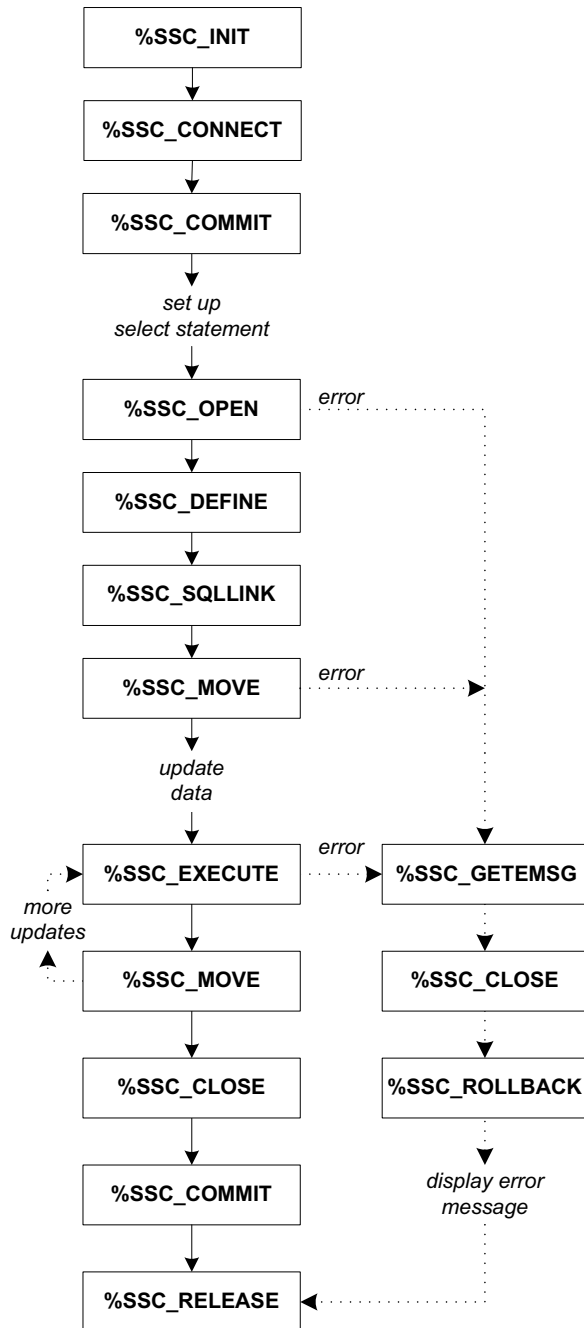 %SSC_INIT
%SSC_CONNECT
%SSC_COMMIT
set up
select statement
%SSC_OPEN
error
%SSC_DEFINE
%SSC_SQLLINK
%SSC_MOVE
error
update
data
%SSC_EXECUTE
error
%SSC_GETEMSG
more
updates
%SSC_MOVE
%SSC_CLOSE
%SSC_CLOSE
%SSC_ROLLBACK
%SSC_COMMIT
display error
message
%SSC_RELEASE